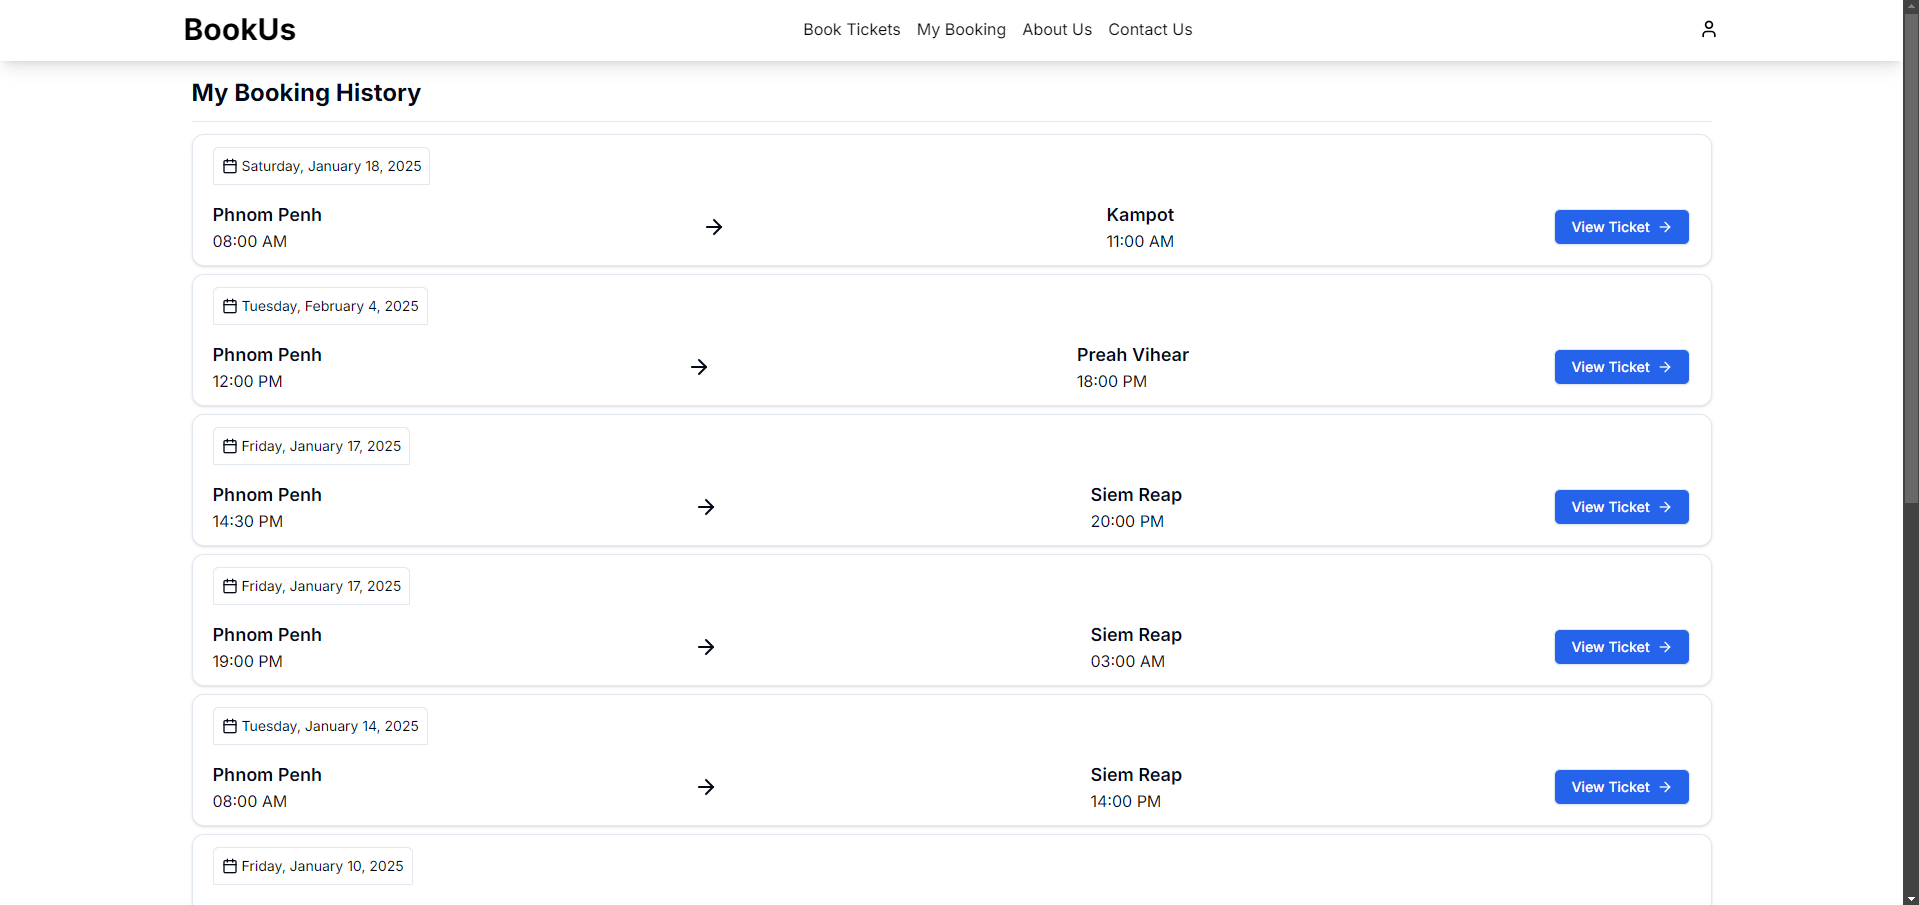 BookUs
Book Tickets My Booking About Us Contact Us
My Booking History
Saturday, January 18, 2025
Phnom Penh
08:00 AM
Kampot
11:00 AM
View Ticket
Tuesday, February 4, 2025
Phnom Penh
12:00 PM
Preah Vihear
18:00 PM
View Ticket
Friday, January 17, 2025
Phnom Penh
14:30 PM
Siem Reap
20:00 PM
View Ticket
Friday, January 17, 2025
Phnom Penh
19:00 PM
Siem Reap
03:00 AM
View Ticket
Tuesday, January 14, 2025
Phnom Penh
08:00 AM
Siem Reap
14:00 PM
View Ticket
Friday, January 10, 2025